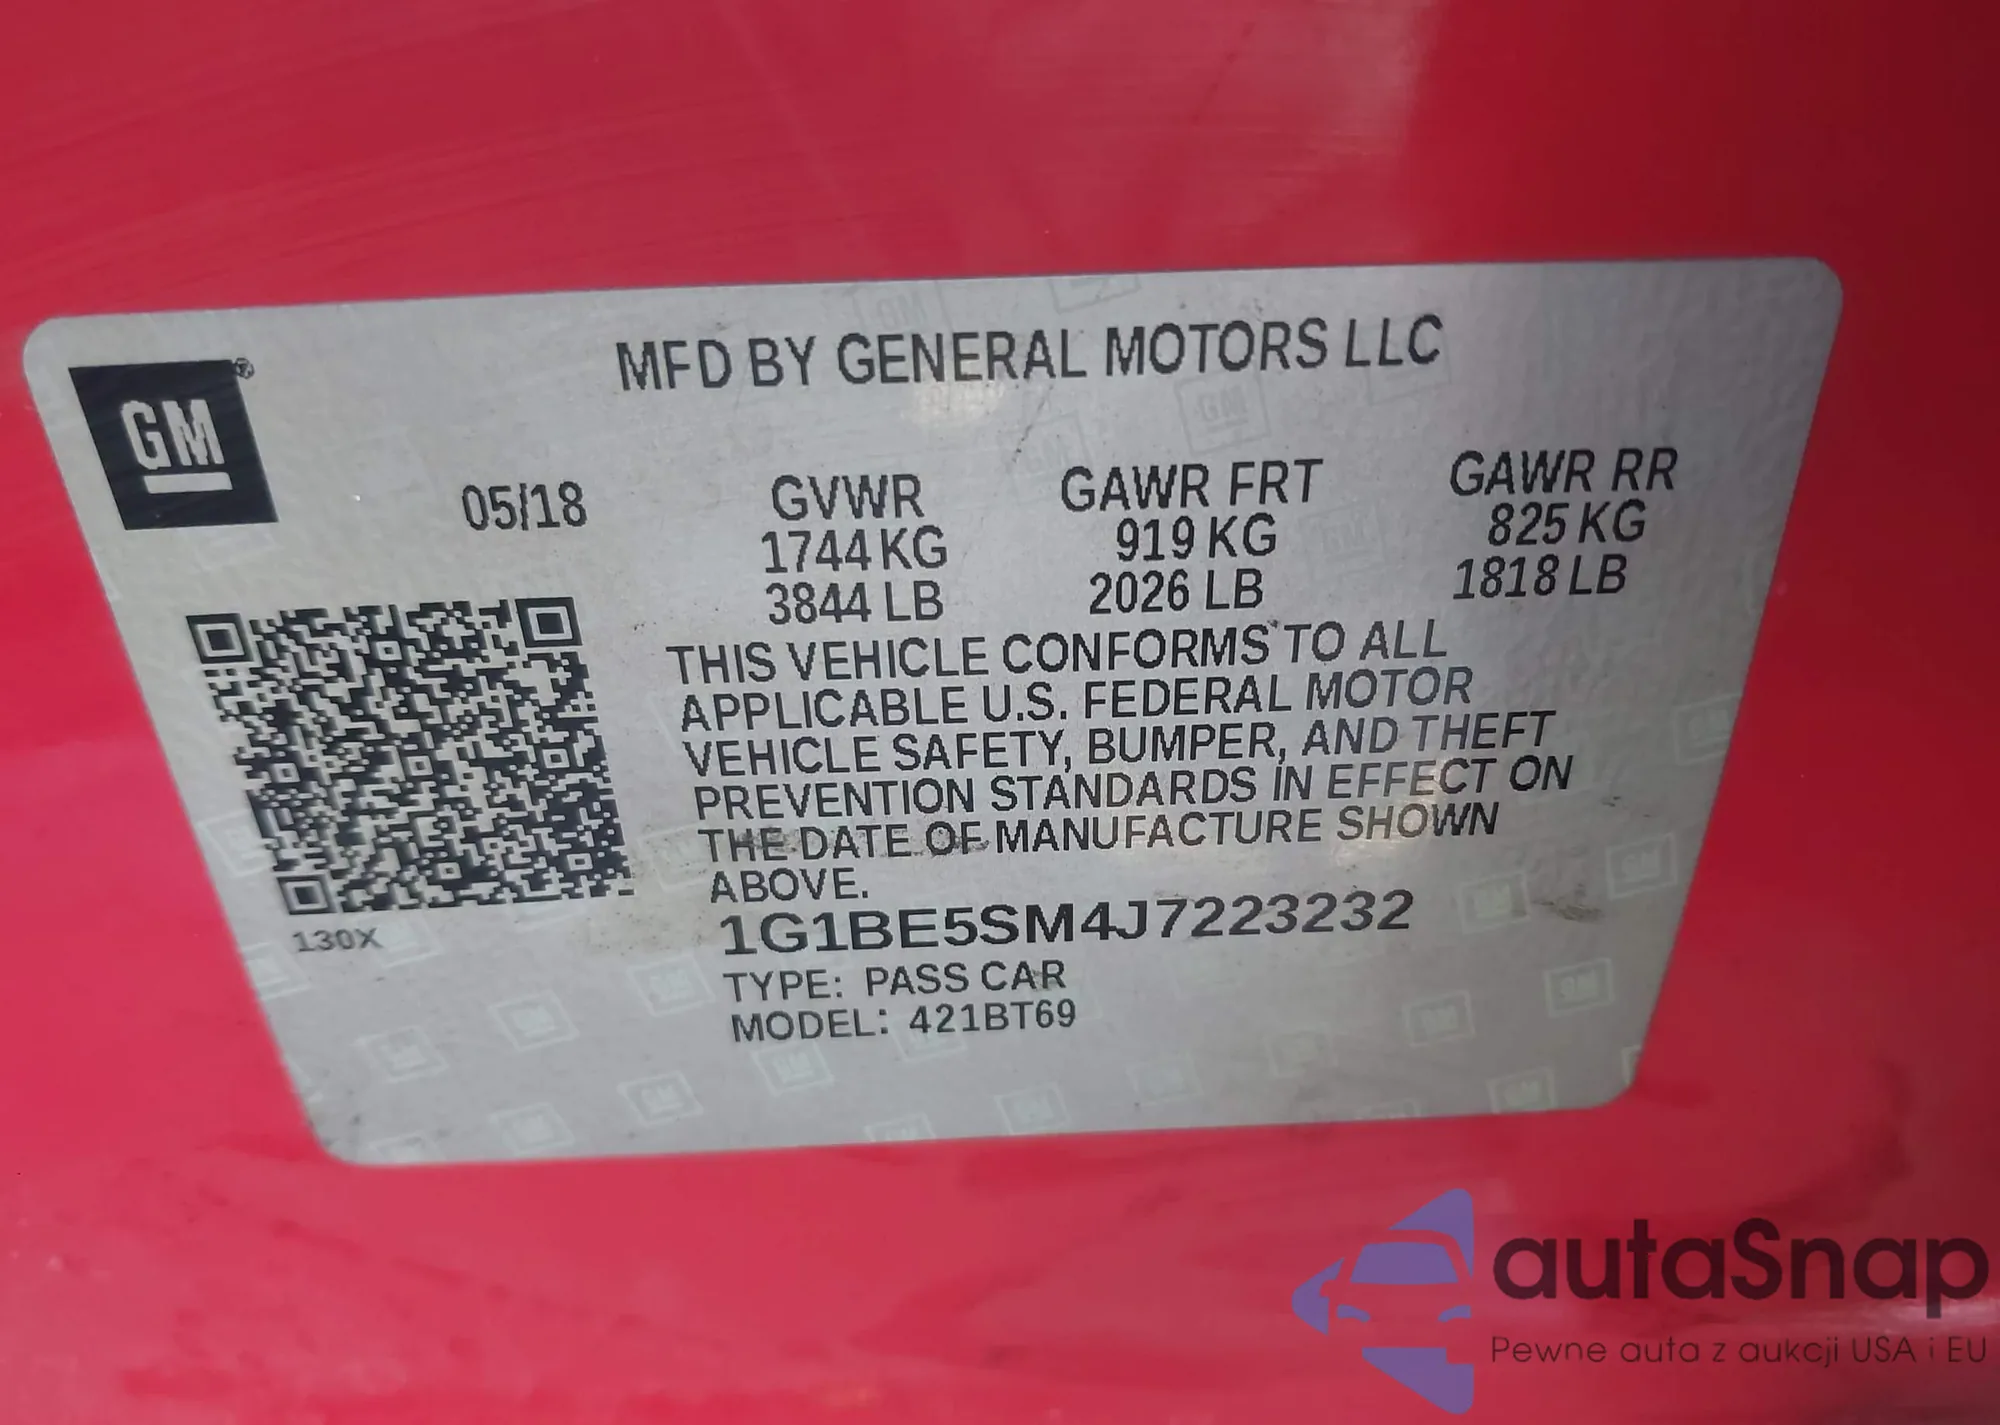 MFD BY GENERAL MOTORS LLC
GM®
05/18
GVWR
1744 KG
3844 LB
GAWR FRT
919 KG
2026 LB
GAWR RR
825 KG
1818 LB
THIS VEHICLE CONFORMS TO ALL
APPLICABLE U.S. FEDERAL MOTOR
VEHICLE SAFETY, BUMPER, AND THEFT
PREVENTION STANDARDS IN EFFECT ON
THE DATE OF MANUFACTURE SHOWN
ABOVE.
1G1BE5SM4J7223232
TYPE: PASS CAR
MODEL: 421BT69
130X
autaSnap
Pewne auta z aukcji USA i EU